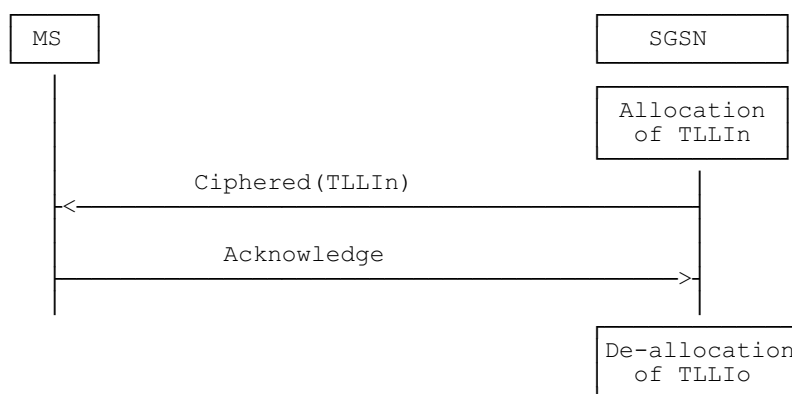 MS
SGSN
Allocation
of TLLIn
Ciphered(TLLIn)
Acknowledge
De-allocation
of TLLIo